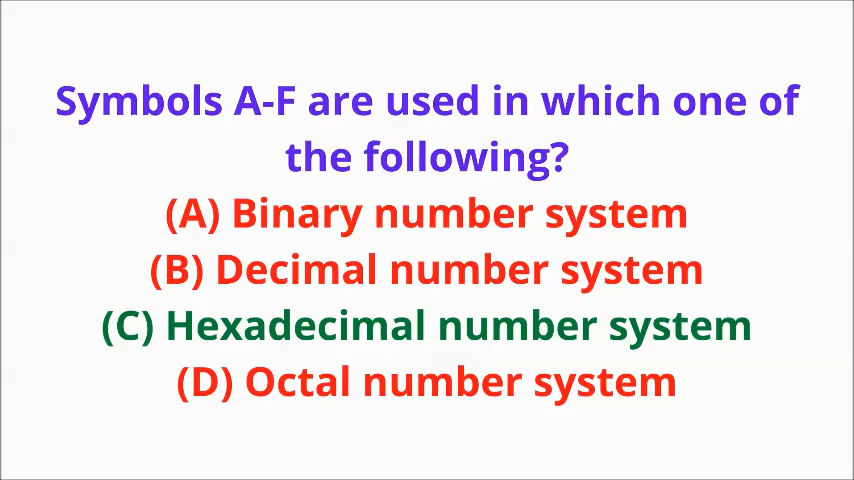 Symbols A-F are used in which one of
the following?
(A) Binary number system
(B) Decimal number system
(C) Hexadecimal number system
(D) Octal number system